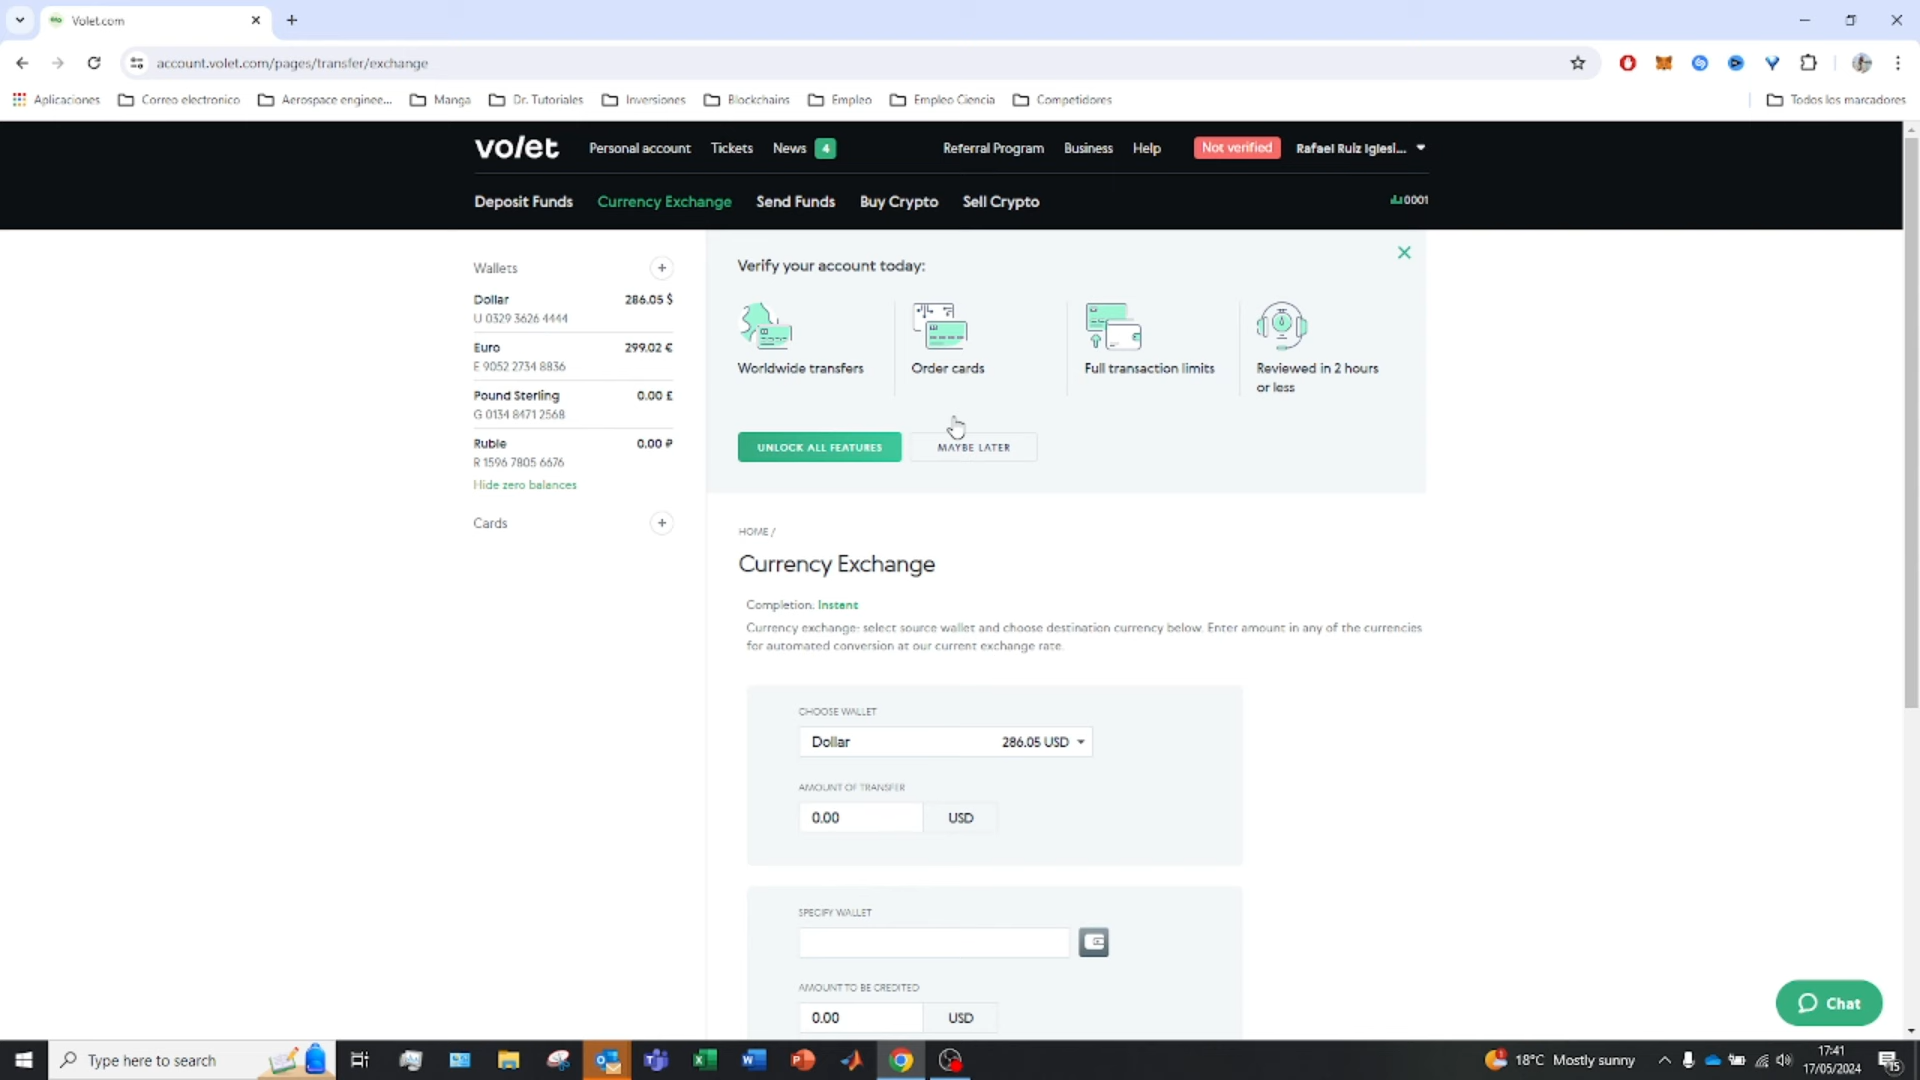 Volet.com
account.volet.com/pages/transfer/exchange
Aplicaciones
Correo electronico
Aerospace enginee...
Manga
Dr. Tutoriales
Inversiones
Blockchains
Empleo
Empleo Ciencia
Competidores
Todos los marcadores
volet
Personal account
Tickets
News 4
Referral Program
Business
Help
Not verified
Rafael Ruiz Iglesi...
Deposit Funds
Currency Exchange
Send Funds
Buy Crypto
Sell Crypto
0001
Wallets
Dollar 286.05 $
U 0329 3626 4444
Euro 299.02 €
E 9052 2734 8836
Pound Sterling 0.00 £
G 0134 8471 2568
Ruble 0.00 ₽
R 1596 7805 6676
Hide zero balances
Cards
Verify your account today:
Worldwide transfers
Order cards
Full transaction limits
Reviewed in 2 hours
or less
UNLOCK ALL FEATURES
MAYBE LATER
HOME /
Currency Exchange
Completion: Instant
Currency exchange: select source wallet and choose destination currency below. Enter amount in any of the currencies
for automated conversion at our current exchange rate.
CHOOSE WALLET
Dollar 286.05 USD
AMOUNT OF TRANSFER
0.00 USD
SPECIFY WALLET
AMOUNT TO BE CREDITED
0.00 USD
Chat
Type here to search
18°C Mostly sunny
17:41
17/05/2024
15